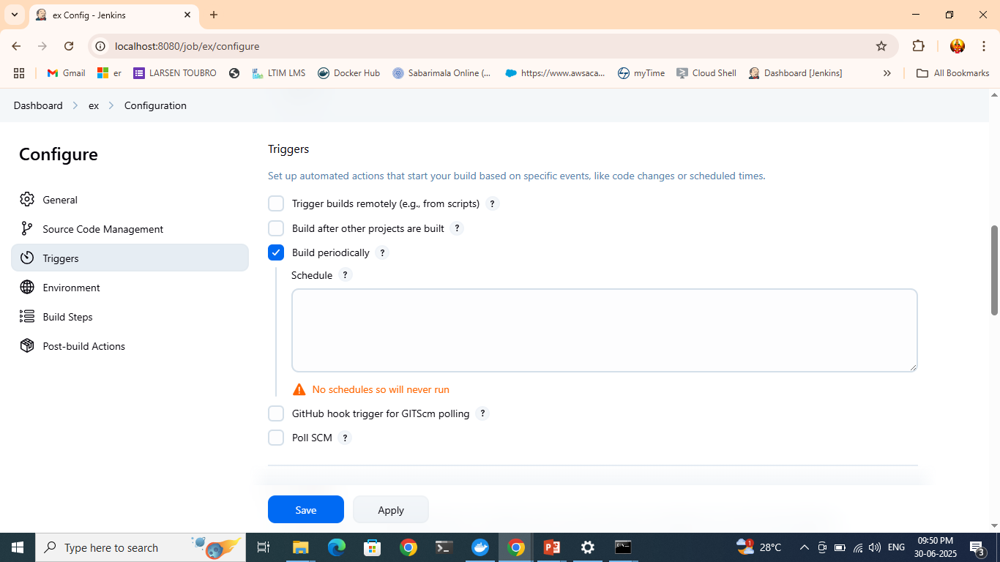 ex Config - Jenkins
localhost:8080/job/ex/configure
Gmail
er
LARSEN TOUBRO
LTIM LMS
Docker Hub
Sabarimala Online (...
https://www.awsaca...
myTime
Cloud Shell
Dashboard [Jenkins]
All Bookmarks
Dashboard
ex
Configuration
Configure
General
Source Code Management
Triggers
Environment
Build Steps
Post-build Actions
Triggers
Set up automated actions that start your build based on specific events, like code changes or scheduled times.
Trigger builds remotely (e.g., from scripts) ?
Build after other projects are built ?
Build periodically ?
Schedule ?
No schedules so will never run
GitHub hook trigger for GITScm polling ?
Poll SCM ?
Save
Apply
Type here to search
1
28°C
ENG
09:50 PM
30-06-2025
3